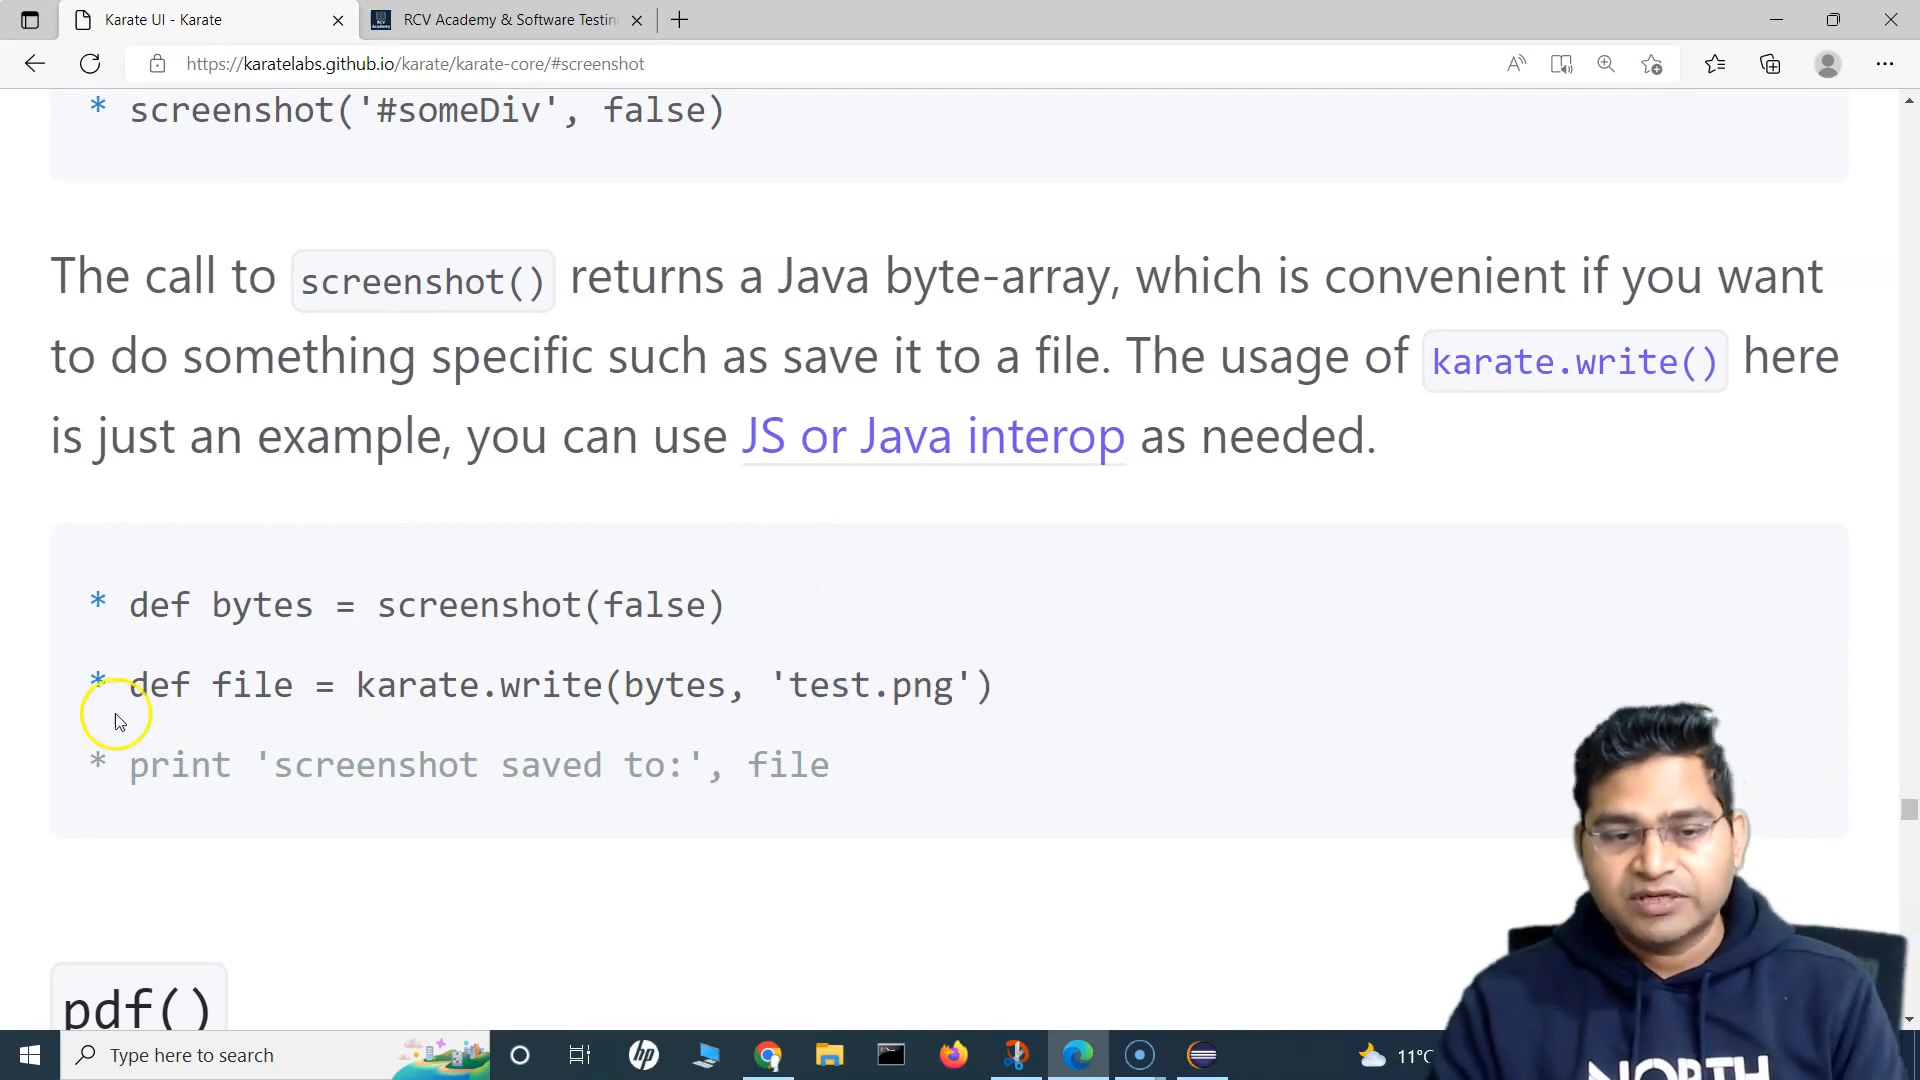 Karate UI - Karate
RCV Academy & Software Testin
https://karatelabs.github.io/karate/karate-core/#screenshot
* screenshot('#someDiv', false)
The call to screenshot() returns a Java byte-array, which is convenient if you want
to do something specific such as save it to a file. The usage of karate.write() here
is just an example, you can use JS or Java interop as needed.
* def bytes = screenshot(false)
* def file = karate.write(bytes, 'test.png')
* print 'screenshot saved to:', file
pdf()
Type here to search
hp
11°C
NORTH